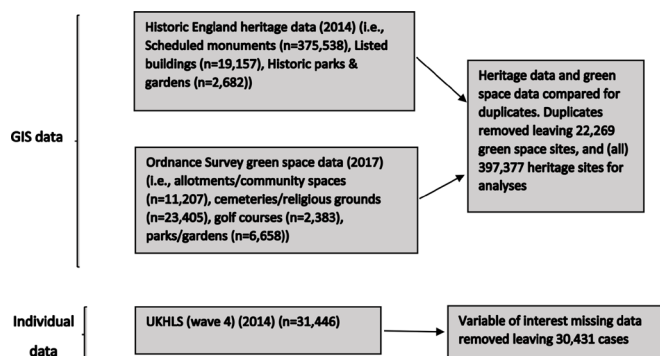 Historic England heritage data (2014) (i.e.,
Scheduled monuments (n=375,538), Listed
buildings (n=19,157), Historic parks &
gardens (n=2,682))
Heritage data and green
space data compared for
duplicates. Duplicates
removed leaving 22,269
green space sites, and (all)
397,377 heritage sites for
analyses
GIS data
Ordnance Survey green space data (2017)
(i.e., allotments/community spaces
(n=11,207), cemeteries/religious grounds
(n=23,405), golf courses (n=2,383),
parks/gardens (n=6,658))
Individual
data
UKHLS (wave 4) (2014) (n=31,446)
Variable of interest missing data
removed leaving 30,431 cases